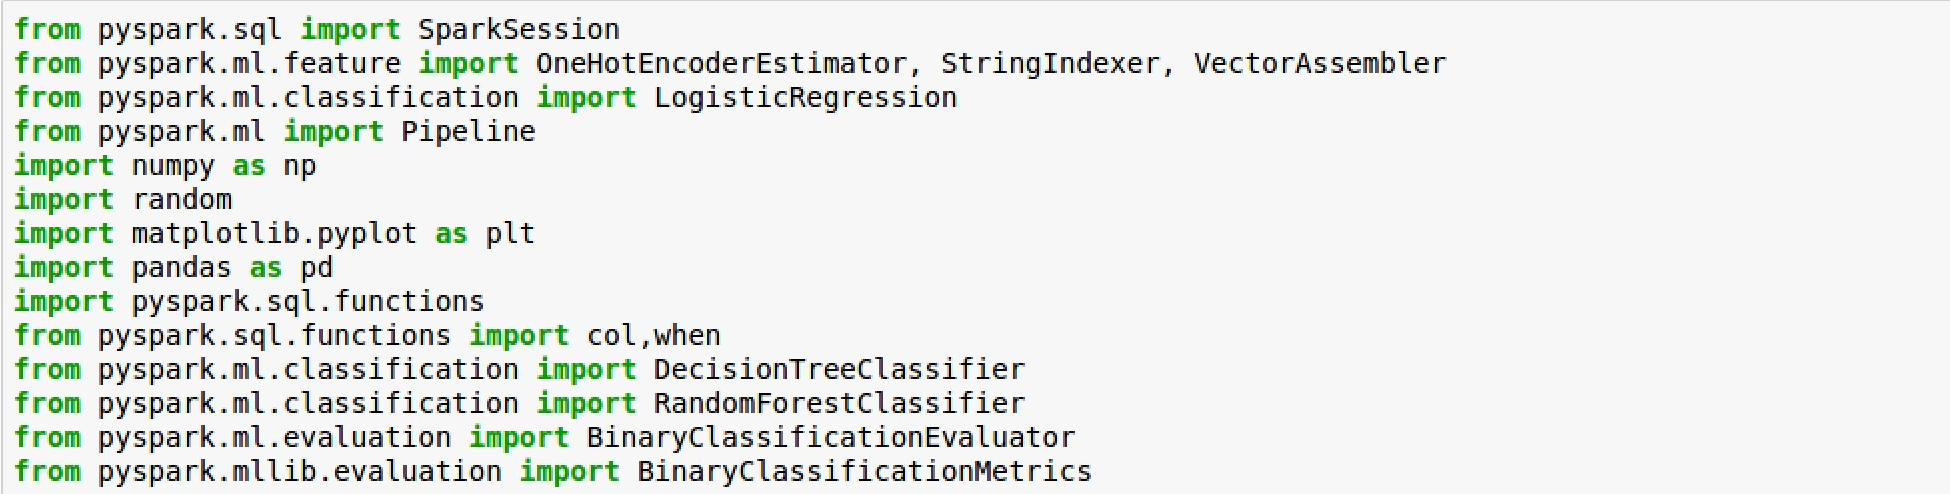 from pyspark.sql import SparkSession
from pyspark.ml.feature import OneHotEncoderEstimator, StringIndexer, VectorAssembler
from pyspark.ml.classification import LogisticRegression
from pyspark.ml import Pipeline
import numpy as np
import random
import matplotlib.pyplot as plt
import pandas as pd
import pyspark.sql.functions
from pyspark.sql.functions import col,when
from pyspark.ml.classification import DecisionTreeClassifier
from pyspark.ml.classification import RandomForestClassifier
from pyspark.ml.evaluation import BinaryClassificationEvaluator
from pyspark.mllib.evaluation import BinaryClassificationMetrics